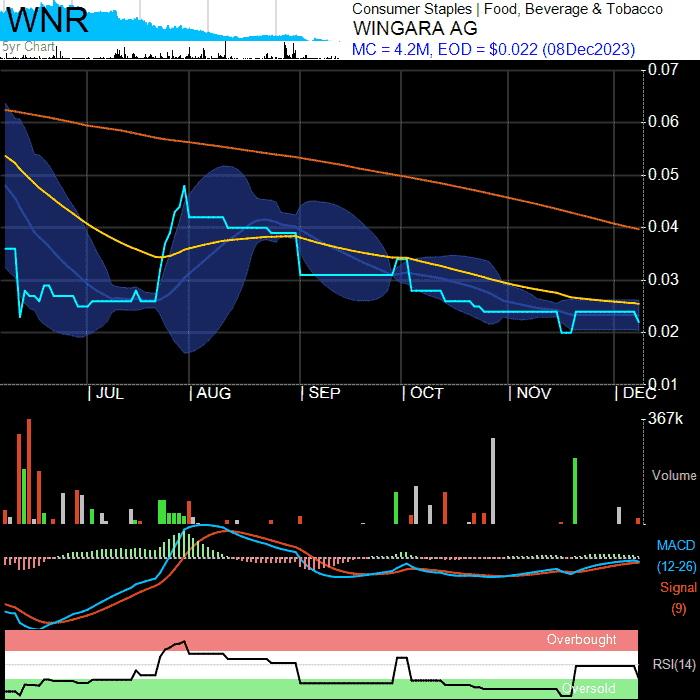 WNR
5yr Chart
Consumer Staples | Food, Beverage & Tobacco
WINGARA AG
MC = 4.2M, EOD = $0.022 (08Dec2023)
0.07
0.06
0.05
0.04
0.03
0.02
0.01
JUL
AUG
SEP
OCT
NOV
DEC
367k
Volume
MACD
(12-26)
Signal
(9)
Overbought
RSI(14)
Oversold